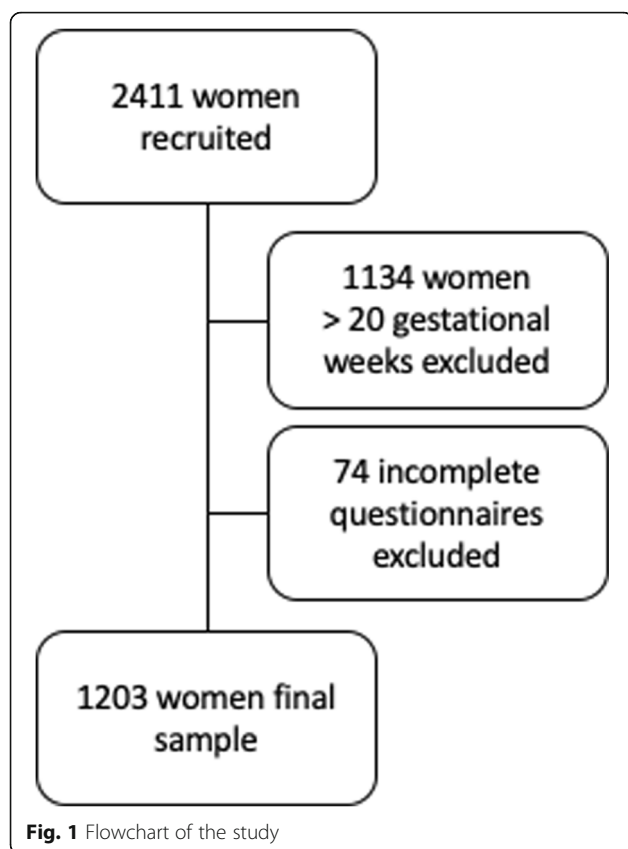 2411 women
recruited
1134 women
> 20 gestational
weeks excluded
74 incomplete
questionnaires
excluded
1203 women final
sample
Fig. 1 Flowchart of the study